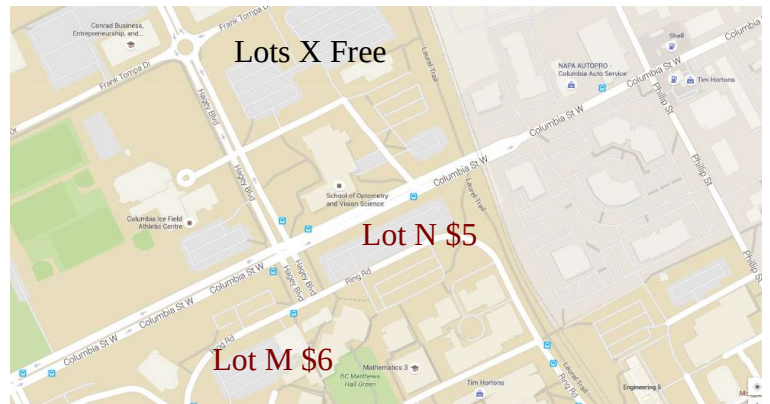 Conrad Business,
Entrepreneurship, and...
Frank Tompa Dr
Lots X Free
Shell
NAPA AUTOPRO -
Columbia Auto Service
Columbia St W
Tim Hortons
Frank Tompa Dr
Dr
Hagey Blvd
Laurel Trail
Phillip St
Columbia St W
Hagey Blvd
School of Optometry
and Vision Science
Columbia St W
Laurel Trail
Phillip St
Columbia Ice Field
Athletic Centre
Lot N $5
Columbia St W
Hagey Blvd
Hagey Blvd
Ring Rd
Phillip St
Columbia St W
Ring Rd
Columbia St W
Lot M $6
Mathematics 3
BC Matthews
Hall Green
Tim Hortons
Laurel Trail
Ring Rd
Engineering 5